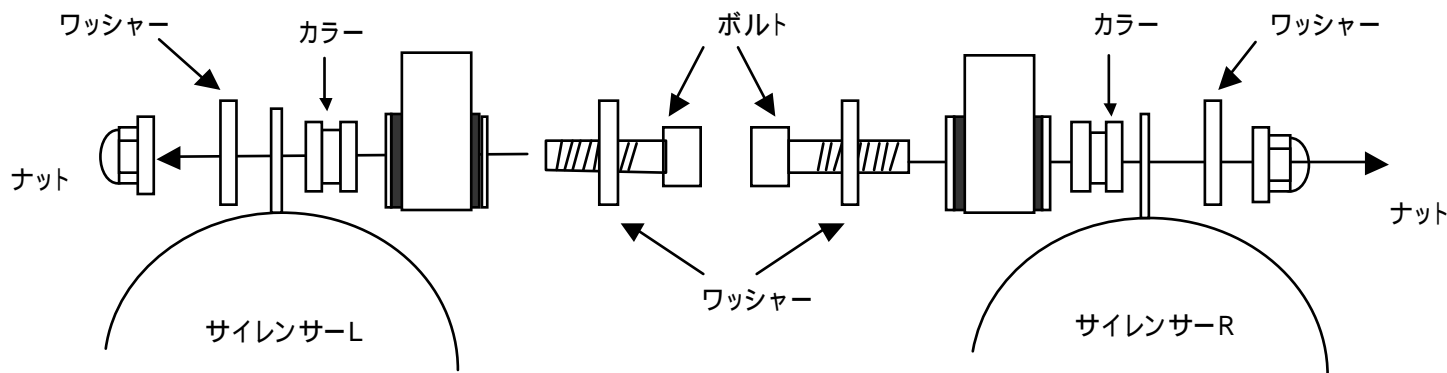 ワッシャー
カラー
ボルト
カラー
ワッシャー
ナット
ナット
ワッシャー
サイレンサーL
サイレンサーR